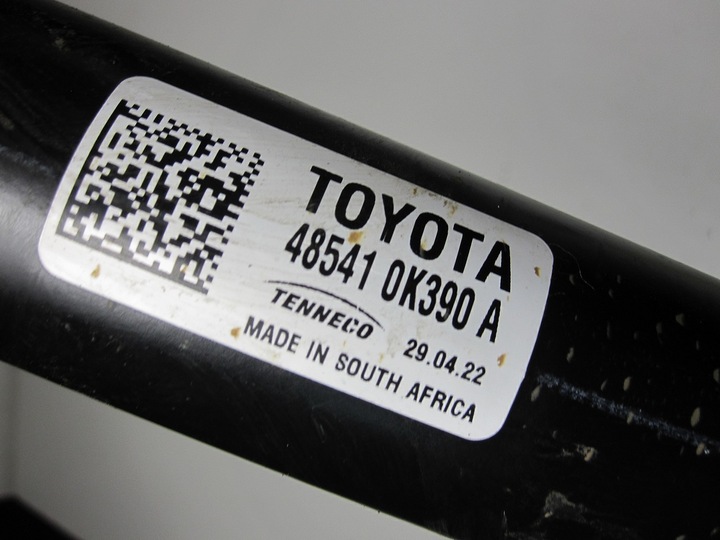 TOYOTA
48541 0K390 A
TENNECO
29.04.22
MADE IN SOUTH AFRICA